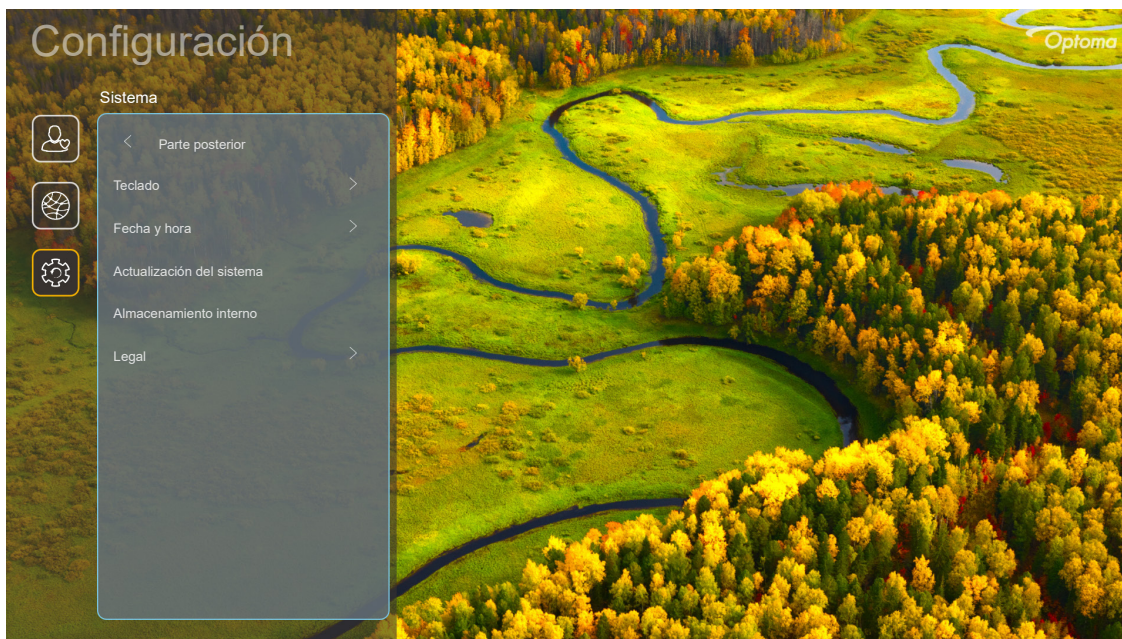 Configuración
Optoma
Sistema
Parte posterior
Teclado
Fecha y hora
Actualización del sistema
Almacenamiento interno
Legal